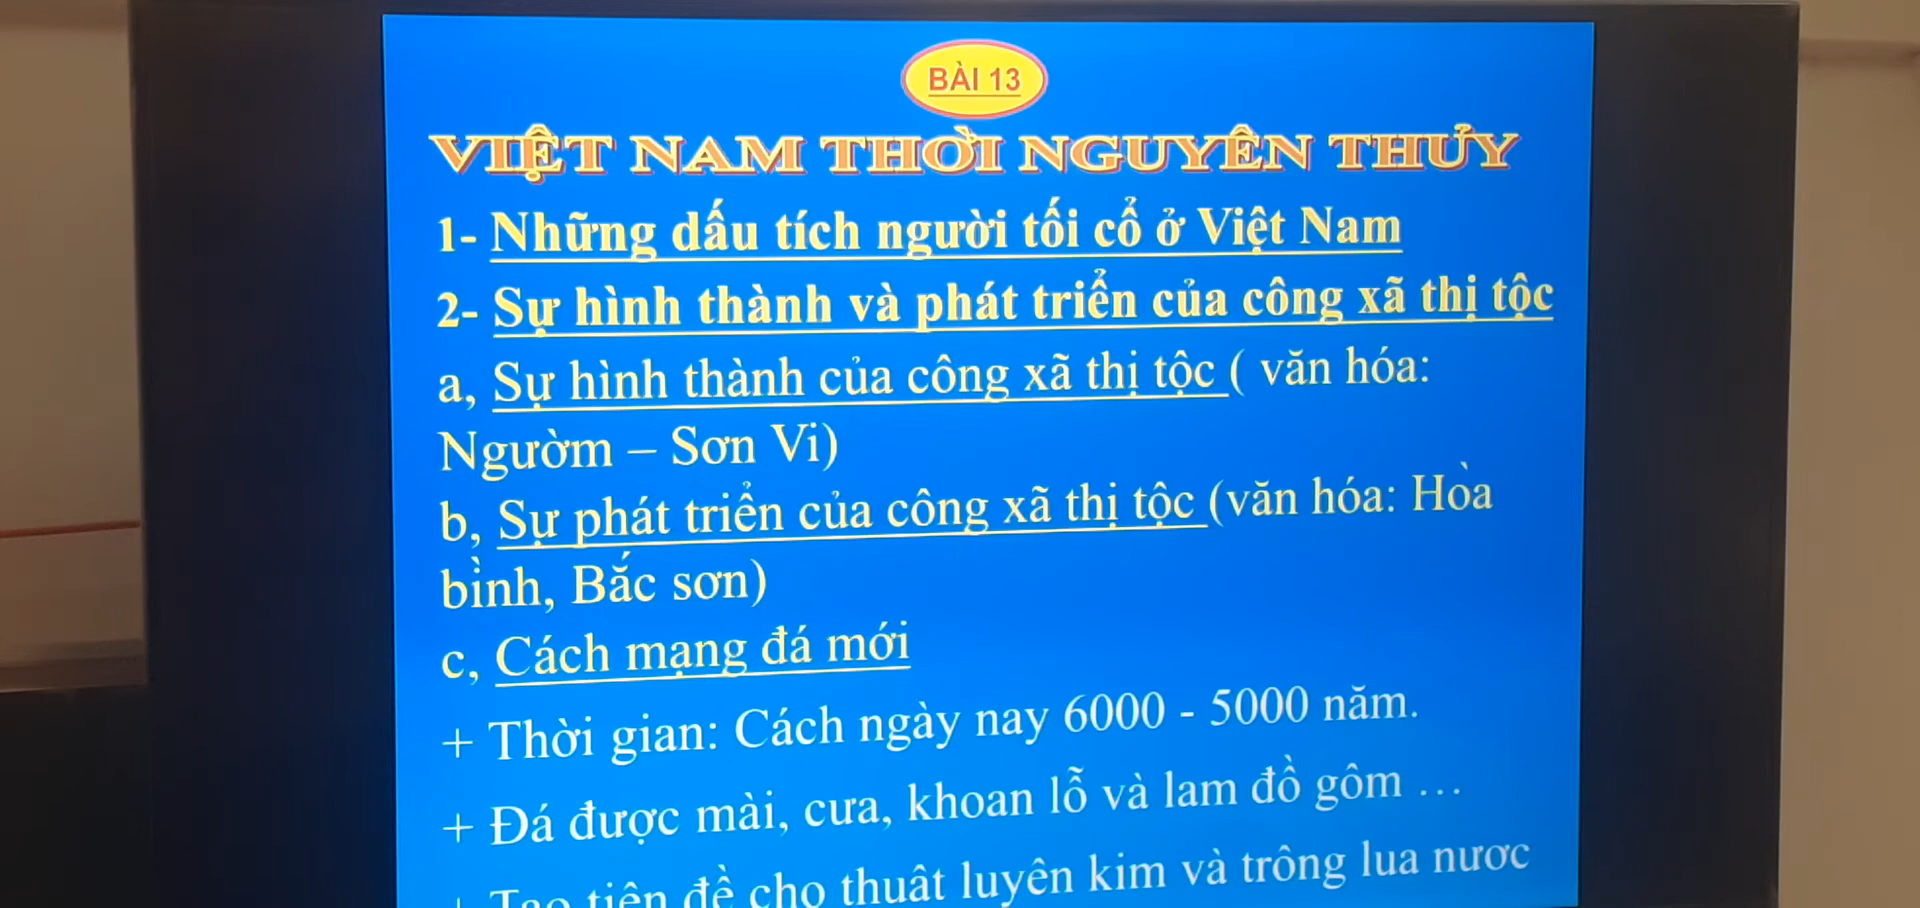 BÀI 13
VIỆT NAM THỜI NGUYÊN THỦY
1- Những dấu tích người tối cổ ở Việt Nam
2- Sự hình thành và phát triển của công xã thị tộc
a, Sự hình thành của công xã thị tộc ( văn hóa:
Ngườm – Sơn Vi)
b, Sự phát triển của công xã thị tộc (văn hóa: Hòa
bình, Bắc sơn)
c, Cách mạng đá mới
+ Thời gian: Cách ngày nay 6000 - 5000 năm.
+ Đá được mài, cưa, khoan lỗ và lam đồ gôm ...
+ Tạo tiên đề cho thuât luyên kim và trông lua nươc